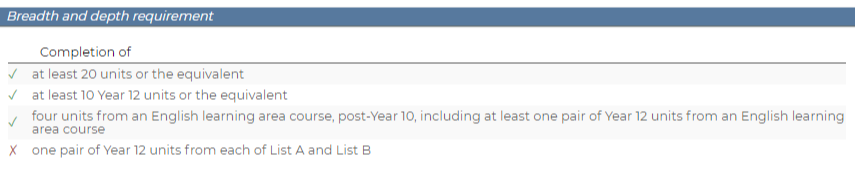 Breadth and depth requirement
Completion of
✓ at least 20 units or the equivalent
✓ at least 10 Year 12 units or the equivalent
✓ four units from an English learning area course, post-Year 10, including at least one pair of Year 12 units from an English learning
area course
X one pair of Year 12 units from each of List A and List B